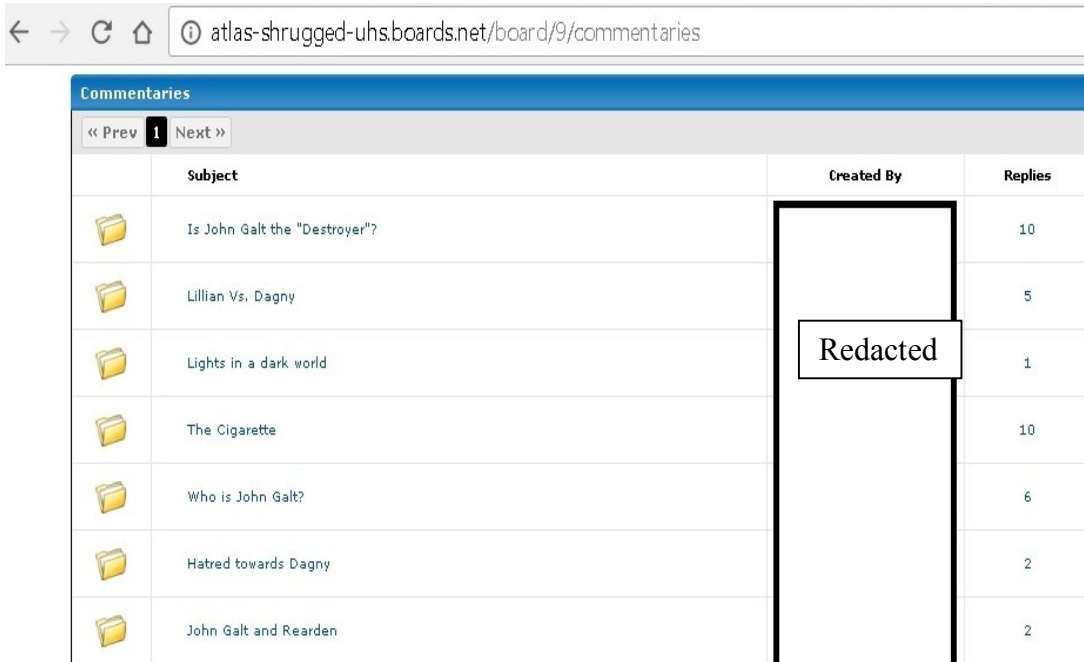 atlas-shrugged-uhs.boards.net/board/9/commentaries
Commentaries
« Prev 1 Next »
Subject Created By Replies
Is John Galt the "Destroyer"? 10
Lillian Vs. Dagny 5
Lights in a dark world Redacted 1
The Cigarette 10
Who is John Galt? 6
Hatred towards Dagny 2
John Galt and Rearden 2